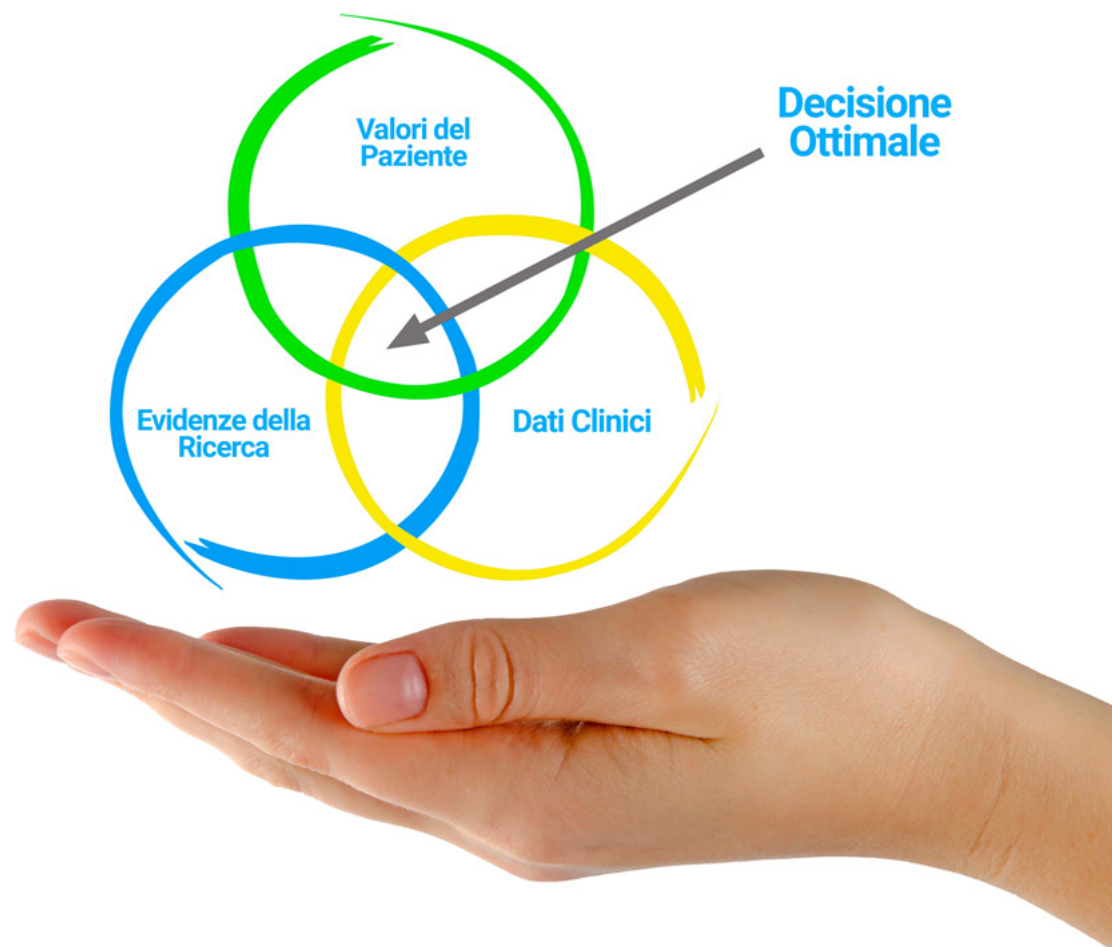 Valori del
Paziente
Decisione
Ottimale
Evidenze della
Ricerca
Dati Clinici